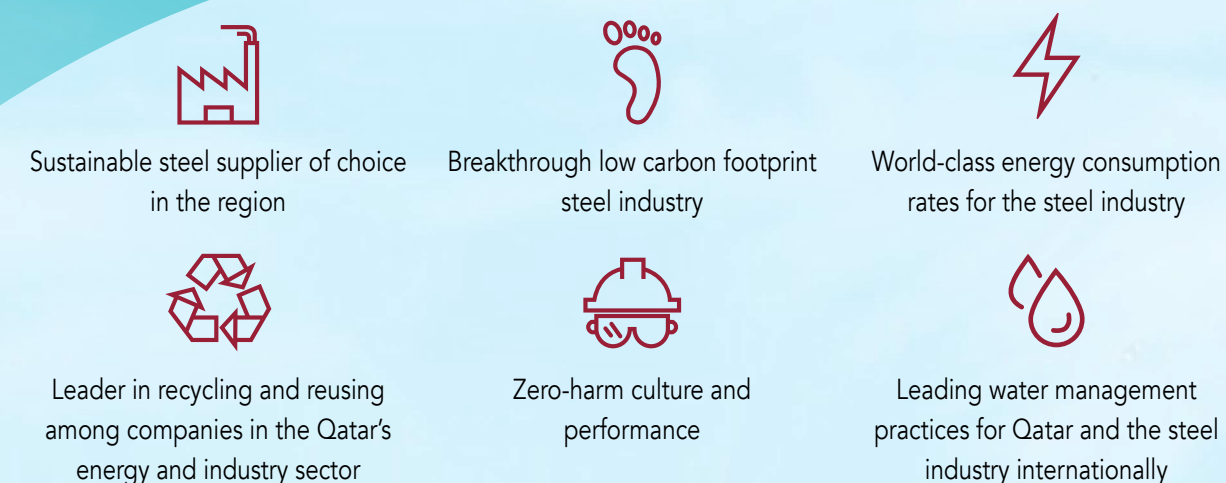 Sustainable steel supplier of choice
in the region
Breakthrough low carbon footprint
steel industry
World-class energy consumption
rates for the steel industry
Leader in recycling and reusing
among companies in the Qatar's
energy and industry sector
Zero-harm culture and
performance
Leading water management
practices for Qatar and the steel
industry internationally